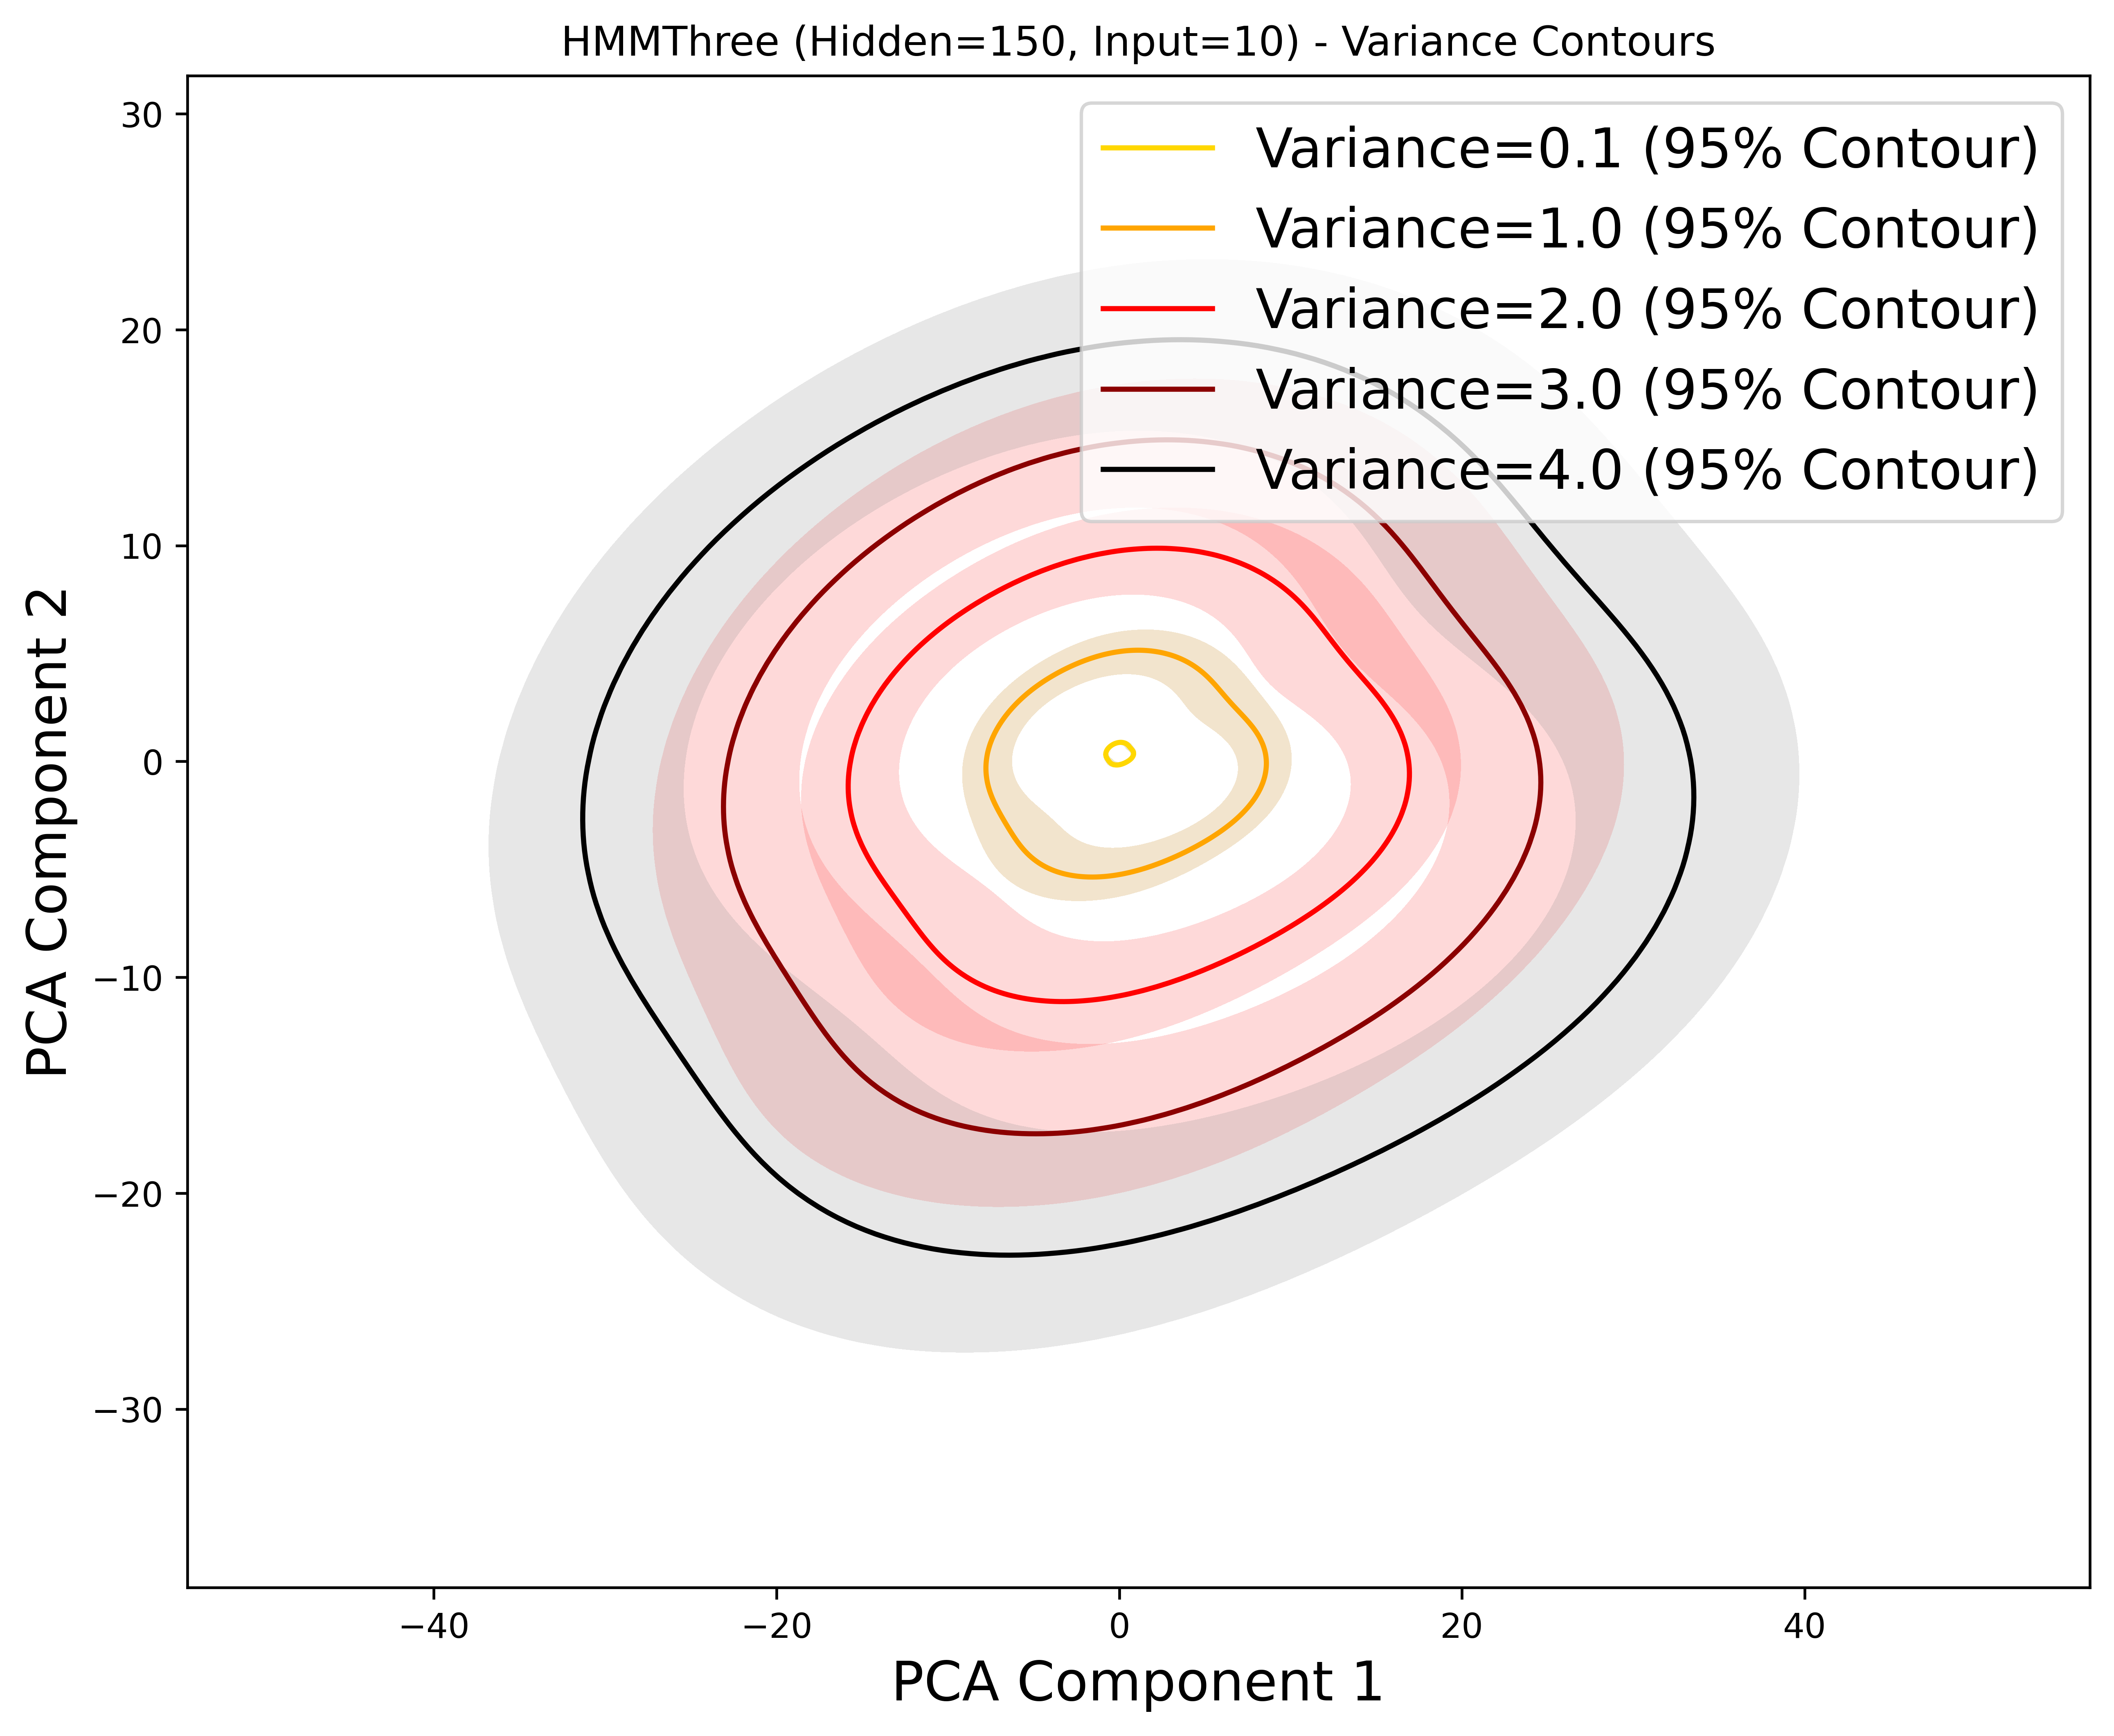 HMMThree (Hidden=150, Input=10) - Variance Contours
Variance=0.1 (95% Contour)
Variance=1.0 (95% Contour)
Variance=2.0 (95% Contour)
Variance=3.0 (95% Contour)
Variance=4.0 (95% Contour)
PCA Component 2
30
20
10
0
−10
−20
−30
−40
−20
0
20
40
PCA Component 1